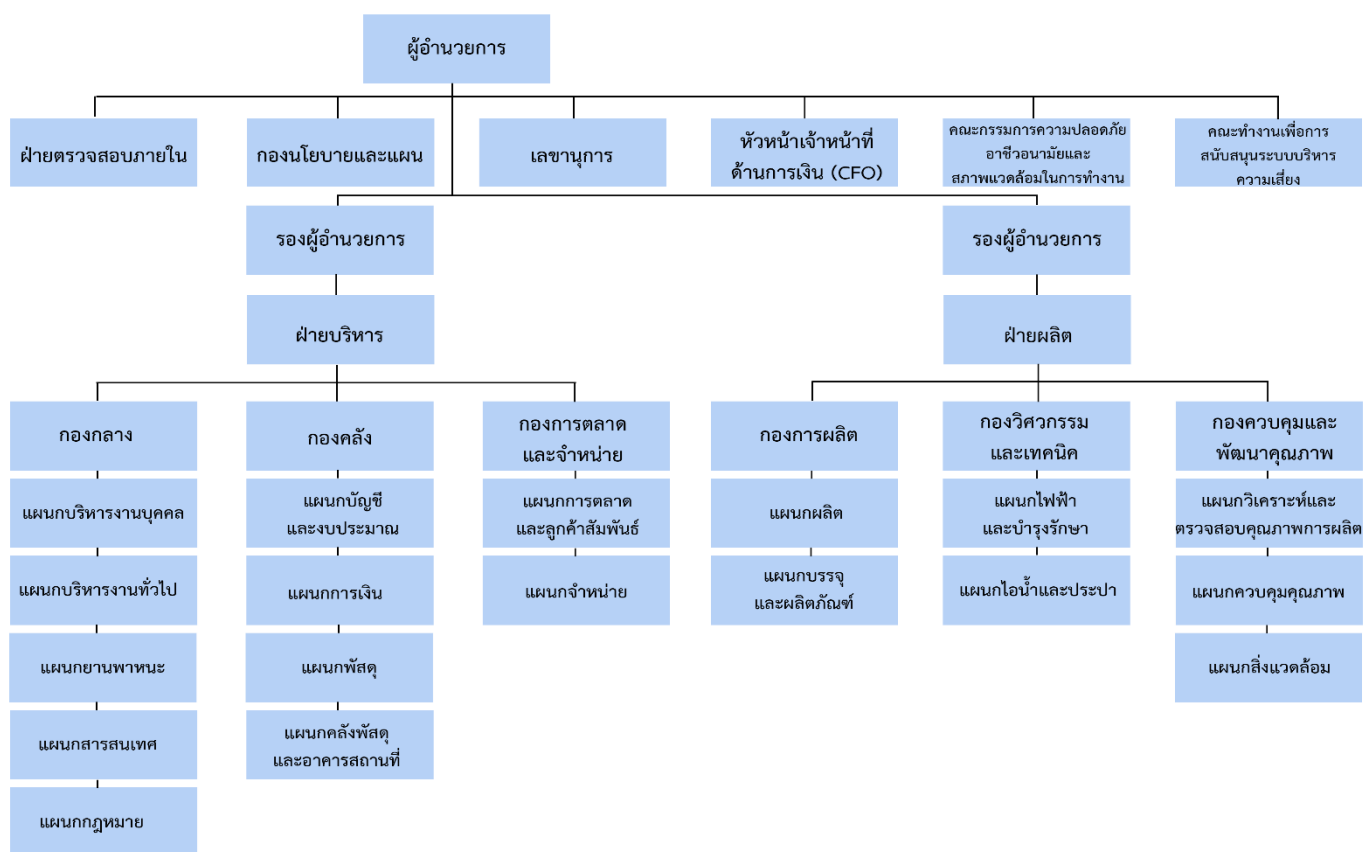 ผู้อำนวยการ
ฝ่ายตรวจสอบภายใน
กองนโยบายและแผน
เลขานุการ
หัวหน้าเจ้าหน้าที่
ด้านการเงิน (CFO)
คณะกรรมการความปลอดภัย
อาชีวอนามัยและ
สภาพแวดล้อมในการทำงาน
คณะทำงานเพื่อการ
สนับสนุนระบบบริหาร
ความเสี่ยง
รองผู้อำนวยการ
รองผู้อำนวยการ
ฝ่ายบริหาร
ฝ่ายผลิต
กองกลาง
กองคลัง
กองการตลาด
และจำหน่าย
กองการผลิต
กองวิศวกรรม
และเทคนิค
กองควบคุมและ
พัฒนาคุณภาพ
แผนกบริหารงานบุคคล
แผนกบัญชี
และงบประมาณ
แผนกการตลาด
และลูกค้าสัมพันธ์
แผนกผลิต
แผนกไฟฟ้า
และบำรุงรักษา
แผนกวิเคราะห์และ
ตรวจสอบคุณภาพการผลิต
แผนกบริหารงานทั่วไป
แผนกการเงิน
แผนกจำหน่าย
แผนกบรรจุ
และผลิตภัณฑ์
แผนกไอน้ำและประปา
แผนกควบคุมคุณภาพ
แผนกยานพาหนะ
แผนกพัสดุ
แผนกสิ่งแวดล้อม
แผนกสารสนเทศ
แผนกคลังพัสดุ
และอาคารสถานที่
แผนกกฎหมาย